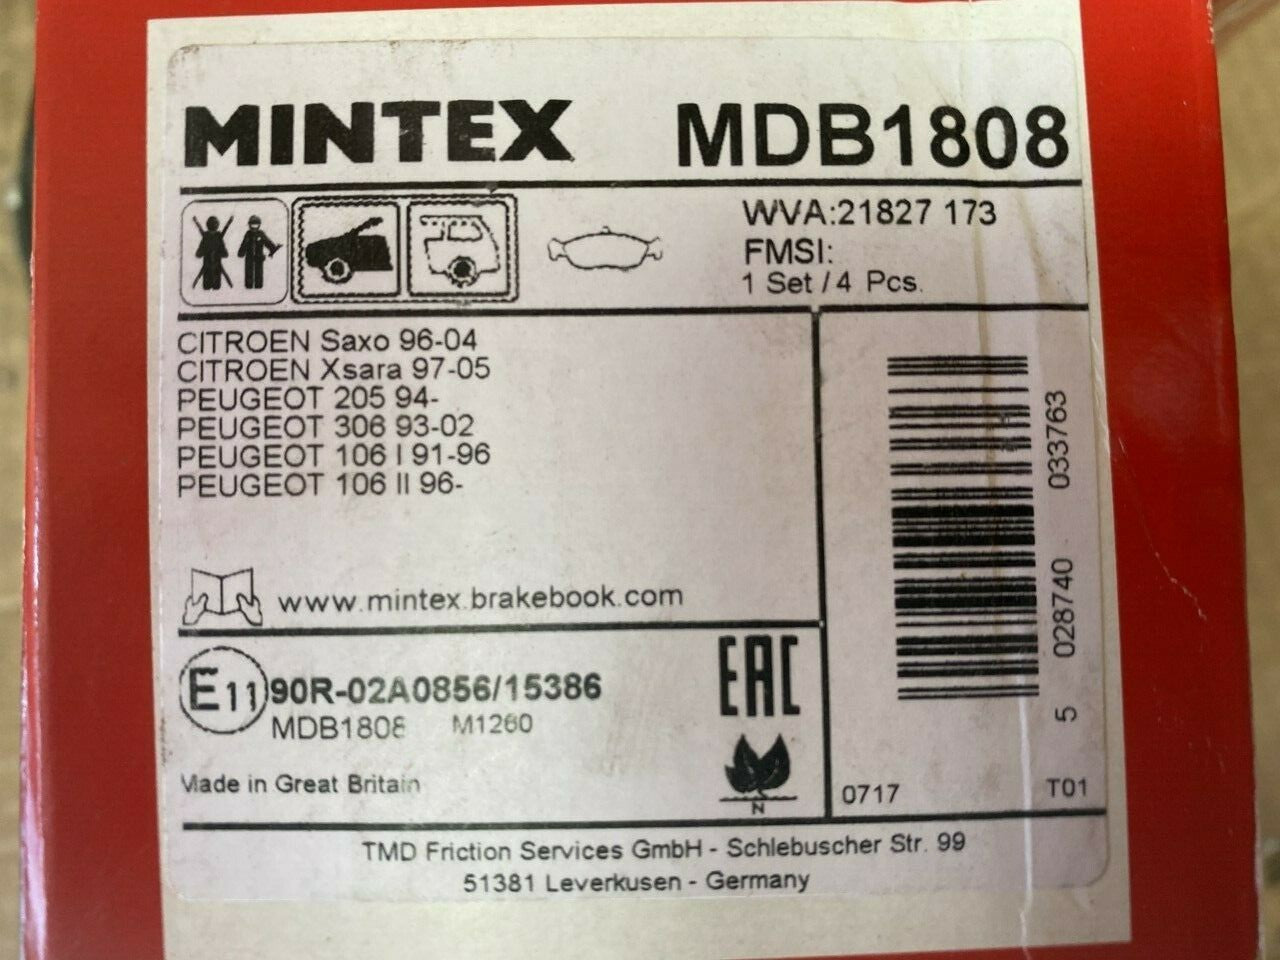 MINTEX MDB1808
WVA:21827 173
FMSI:
1 Set / 4 Pcs.
CITROEN Saxo 96-04
CITROEN Xsara 97-05
PEUGEOT 205 94-
PEUGEOT 306 93-02
PEUGEOT 106 I 91-96
PEUGEOT 106 II 96-
www.mintex.brakebook.com
5 028740 033763
E11 90R-02A0856/15386
MDB1808 M1260
EAC
Made in Great Britain
N
0717 T01
TMD Friction Services GmbH - Schlebuscher Str. 99
51381 Leverkusen - Germany